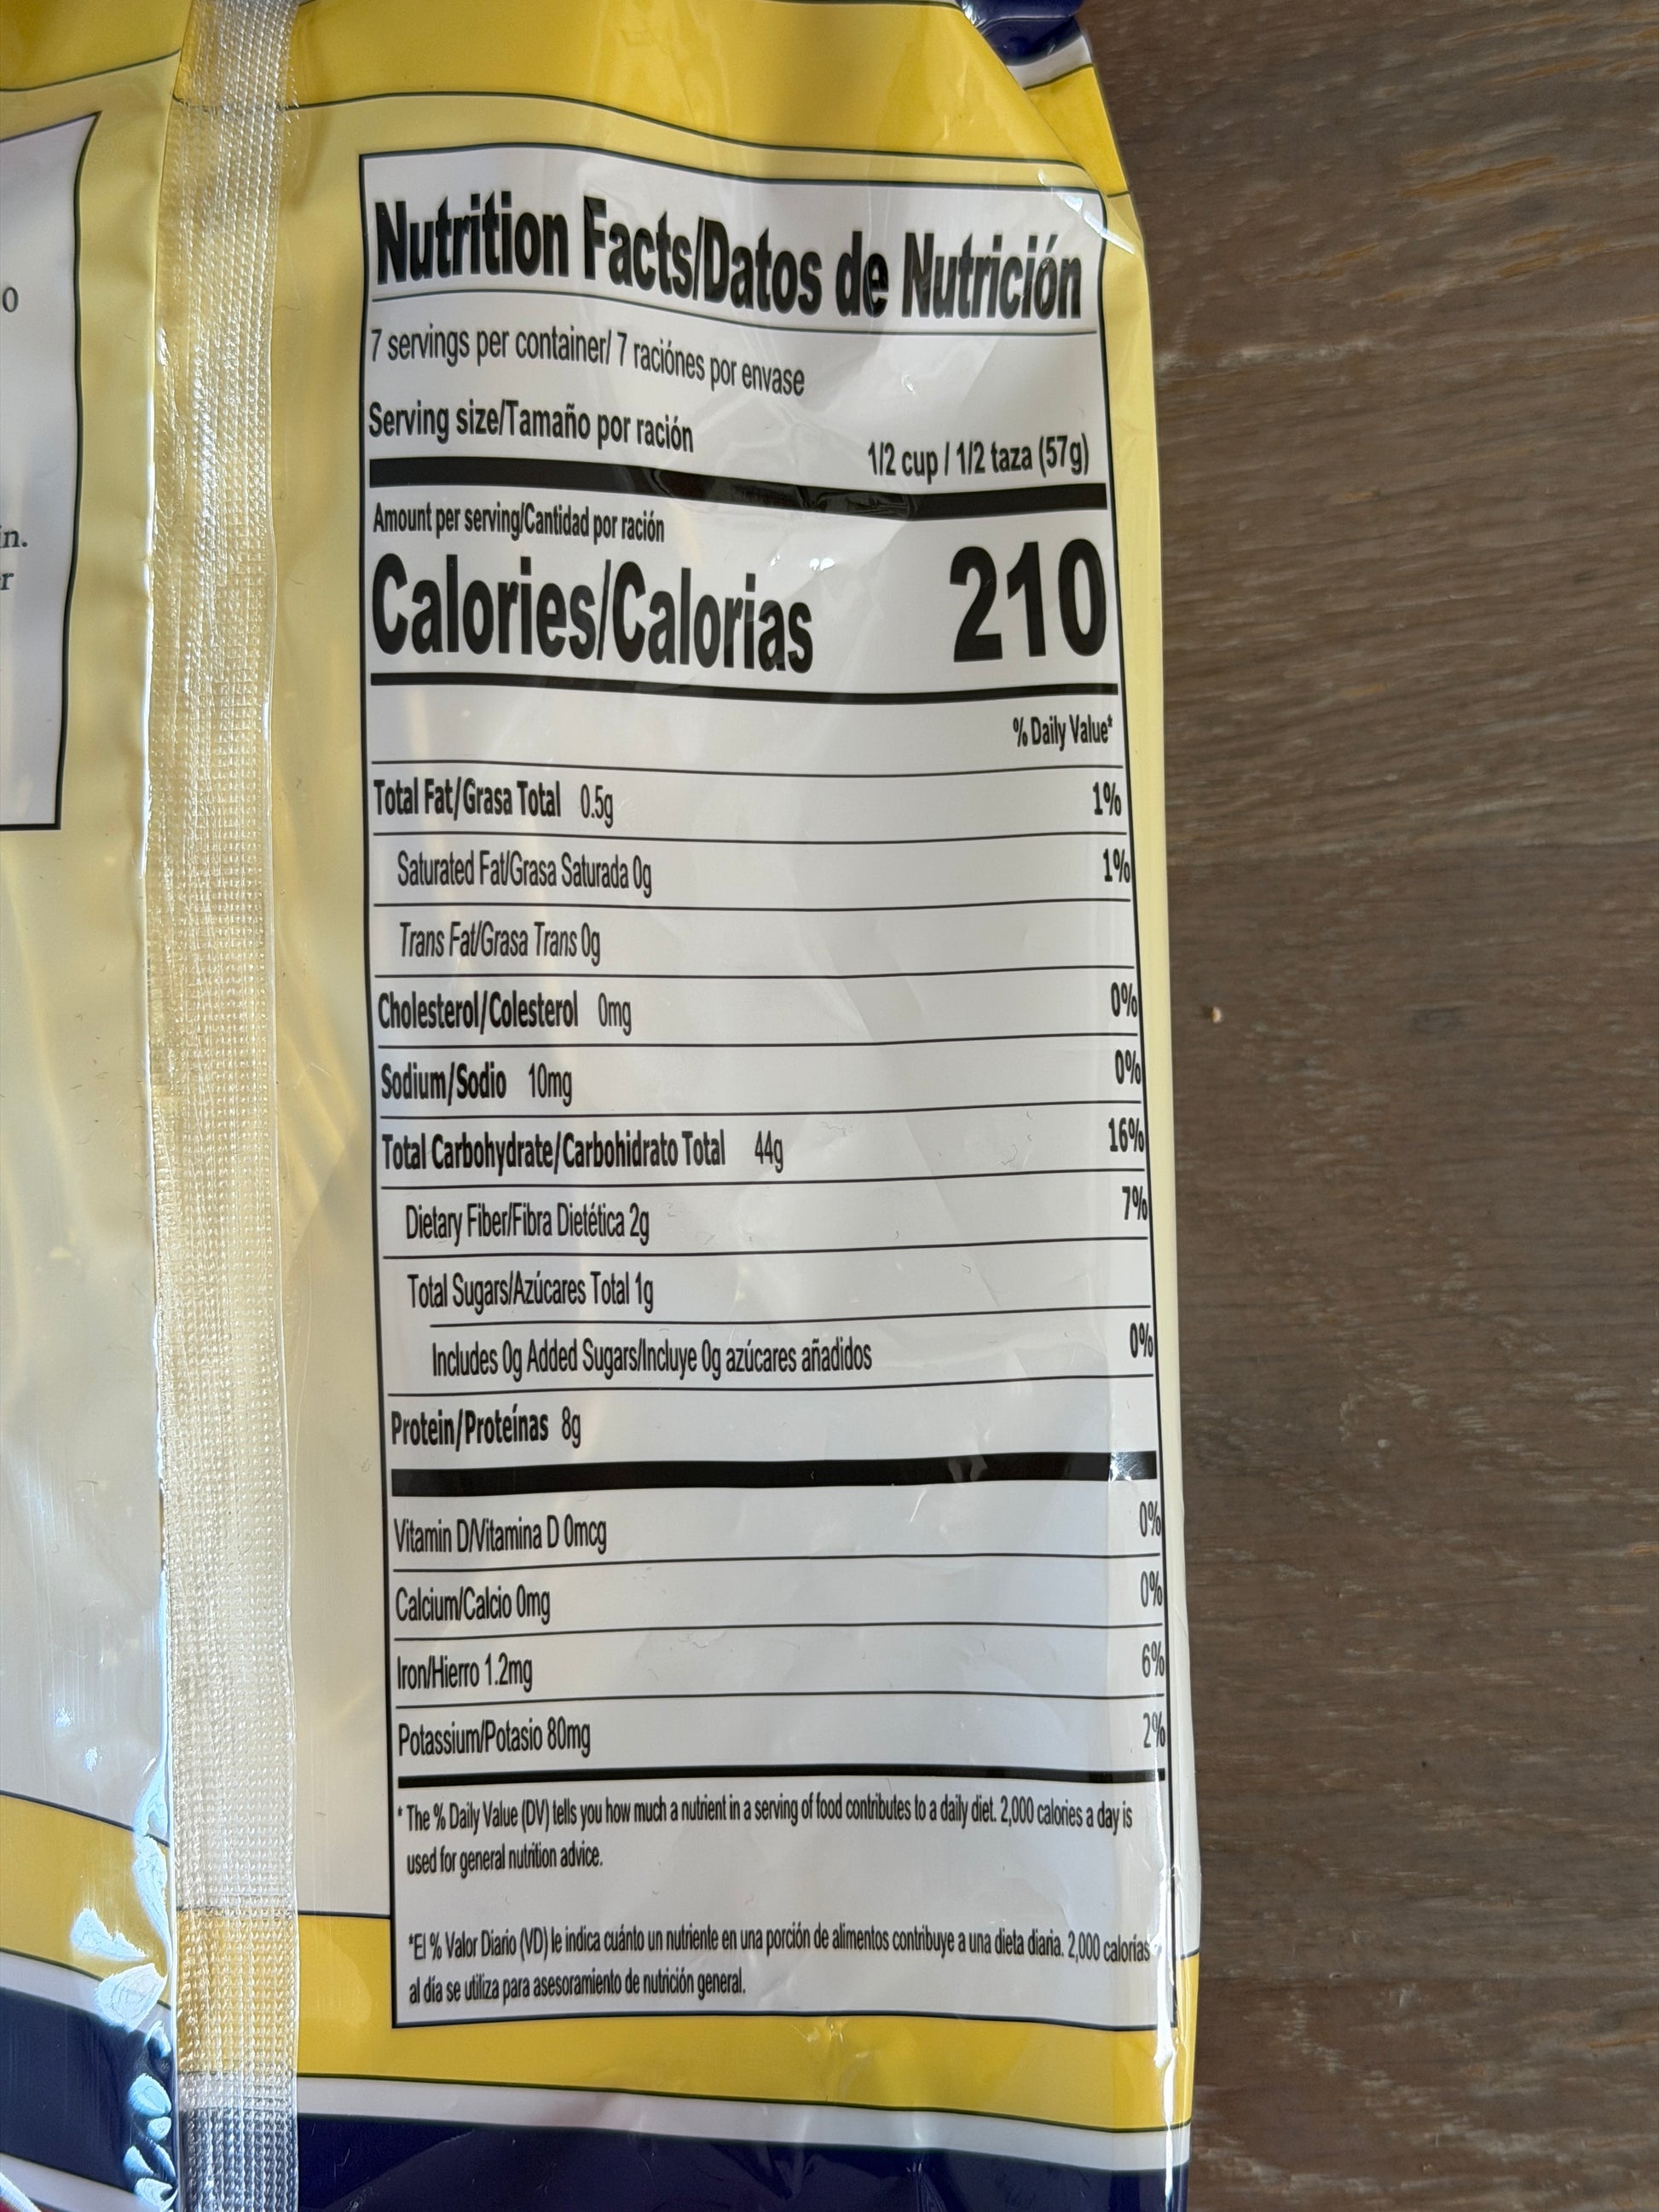 o
in.
r
Nutrition Facts/Datos de Nutrición
7 servings per container/ 7 raciónes por envase
Serving size/Tamaño por ración 1/2 cup / 1/2 taza (57g)
Amount per serving/Cantidad por ración
Calories/Calorias 210
% Daily Value*
Total Fat/Grasa Total 0.5g 1%
Saturated Fat/Grasa Saturada 0g 1%
Trans Fat/Grasa Trans 0g
Cholesterol/Colesterol 0mg 0%
Sodium/Sodio 10mg 0%
Total Carbohydrate/Carbohidrato Total 44g 16%
Dietary Fiber/Fibra Dietética 2g 7%
Total Sugars/Azúcares Total 1g
Includes 0g Added Sugars/Incluye 0g azúcares añadidos 0%
Protein/Proteínas 8g
Vitamin D/Vitamina D 0mcg 0%
Calcium/Calcio 0mg 0%
Iron/Hierro 1.2mg 6%
Potassium/Potasio 80mg 2%
* The % Daily Value (DV) tells you how much a nutrient in a serving of food contributes to a daily diet. 2,000 calories a day is
used for general nutrition advice.
*El % Valor Diario (VD) le indica cuánto un nutriente en una porción de alimentos contribuye a una dieta diaria. 2,000 calorías
al día se utiliza para asesoramiento de nutrición general.